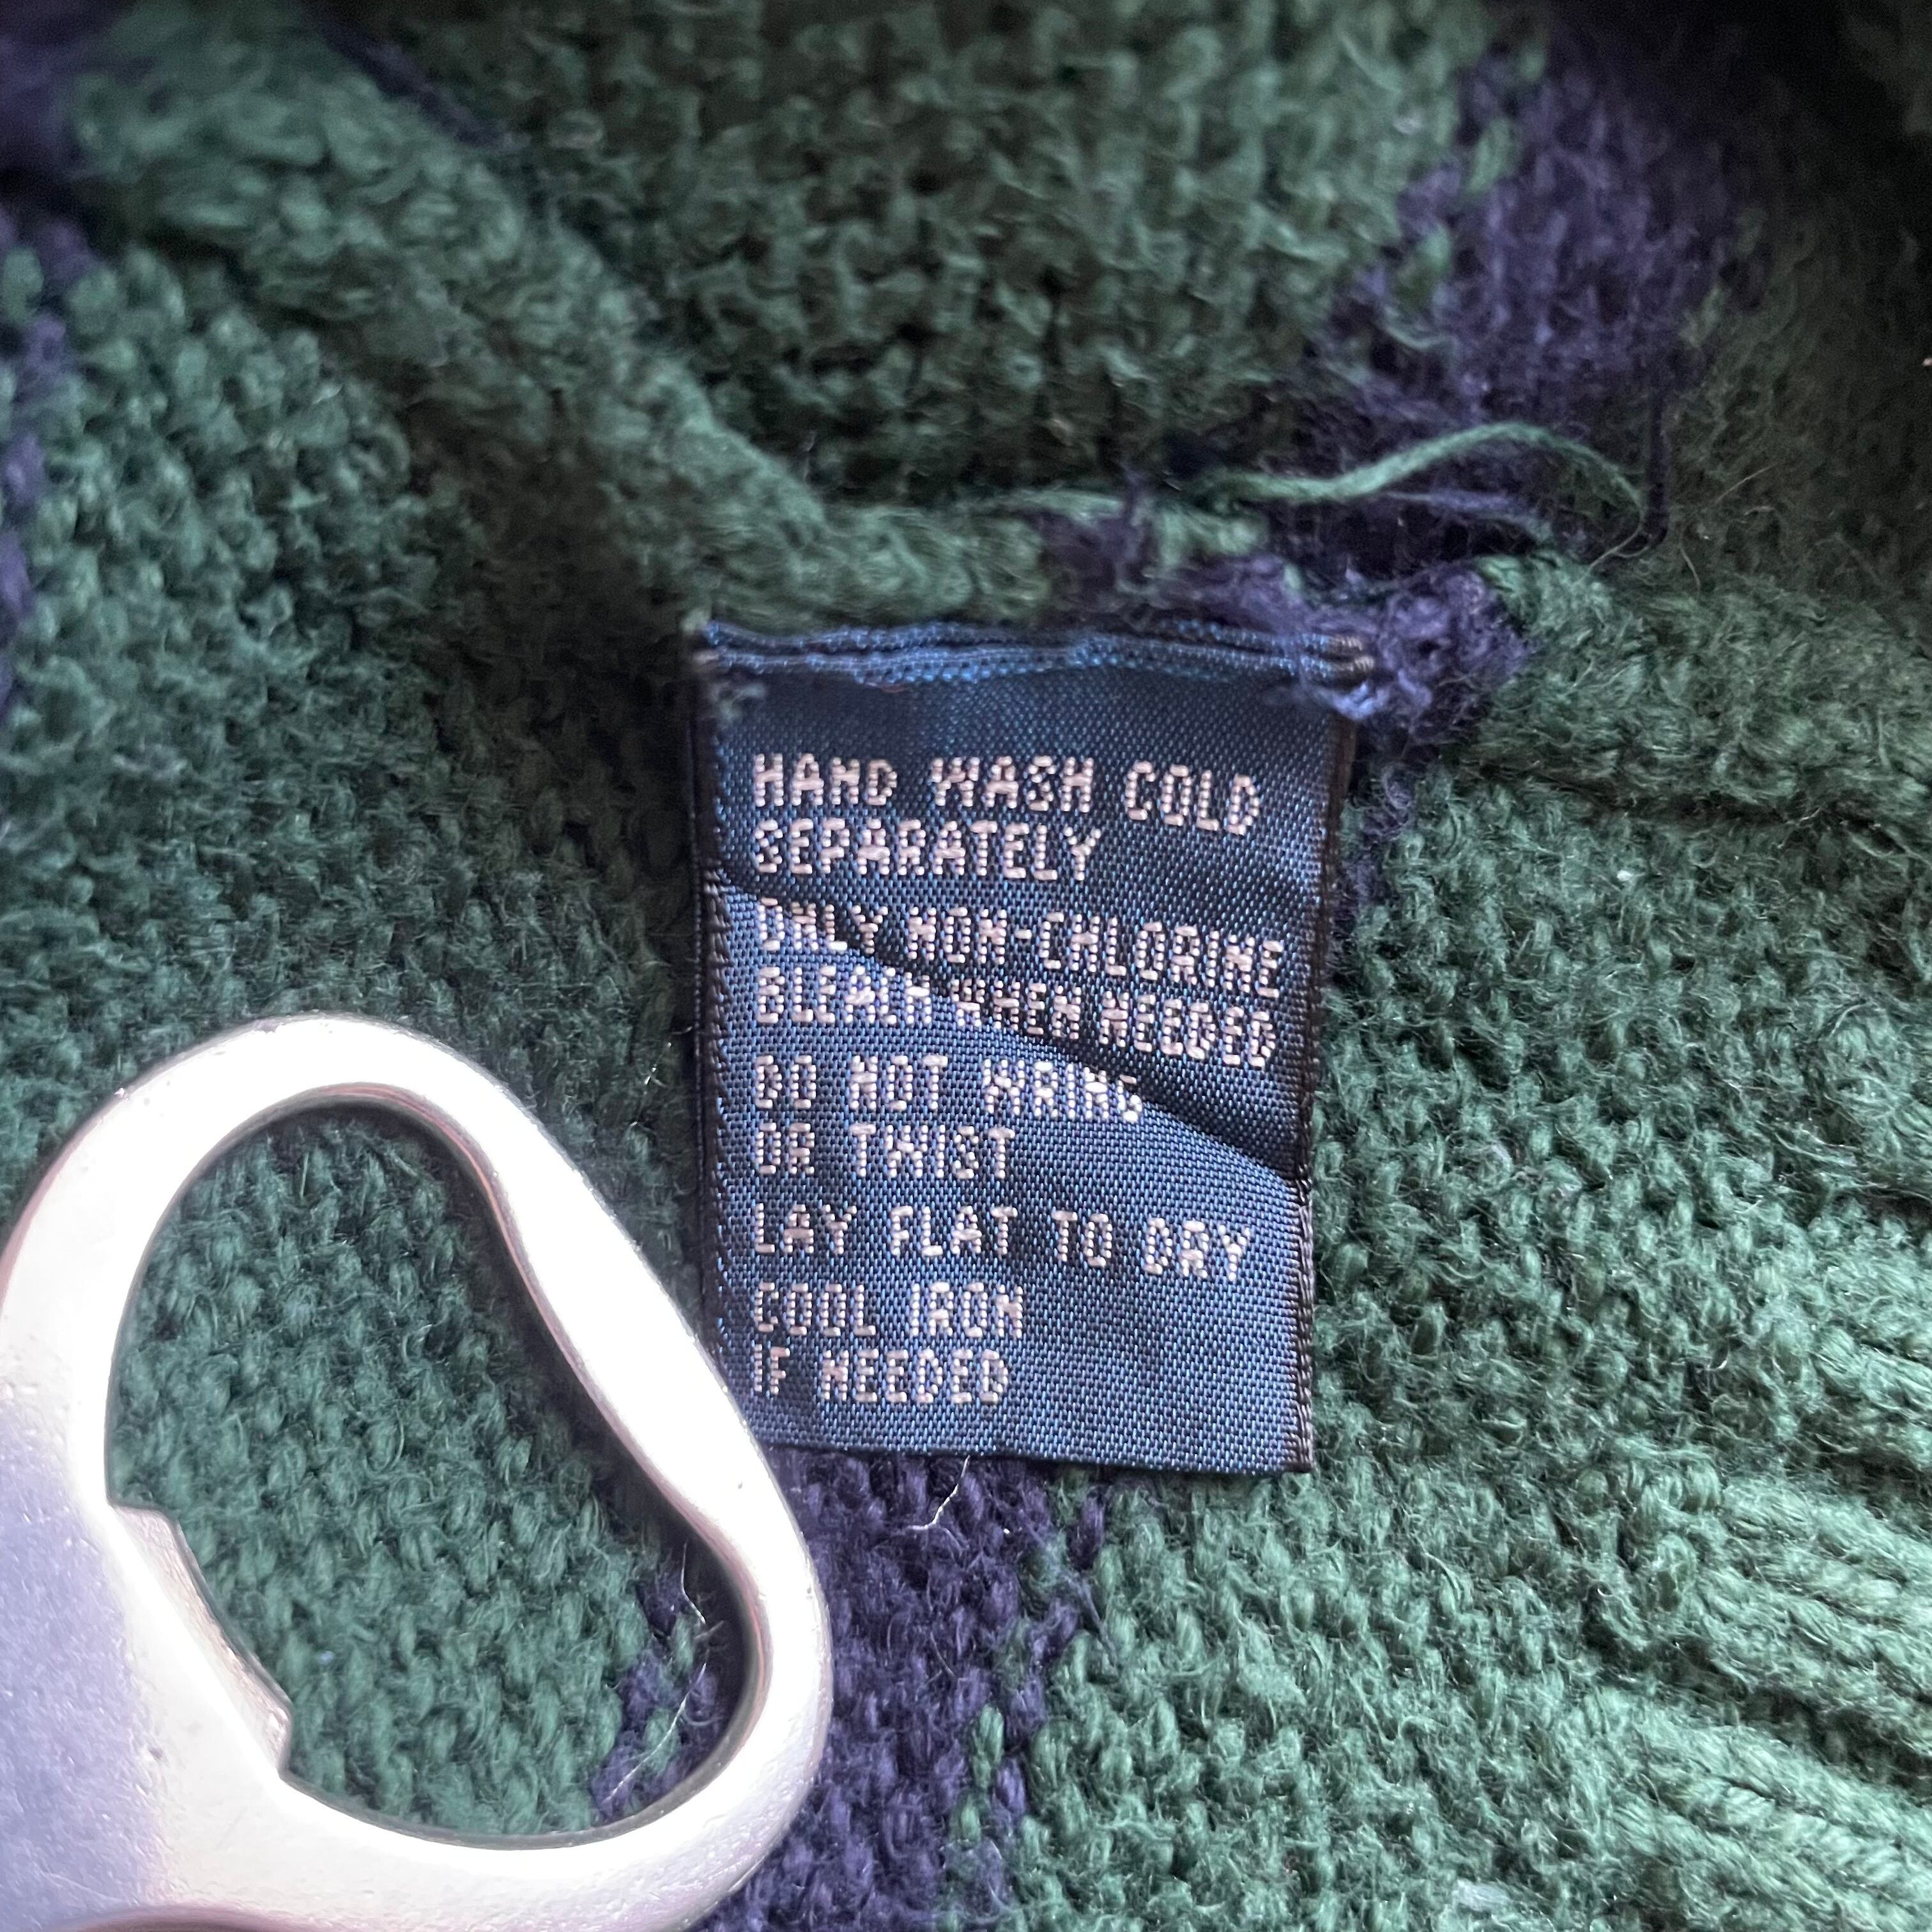 HAND WASH COLD
SEPARATELY
ONLY NON-CHLORINE
BLEACH WHEN NEEDED
DO NOT WRING
OR TWIST
LAY FLAT TO DRY
COOL IRON
IF NEEDED